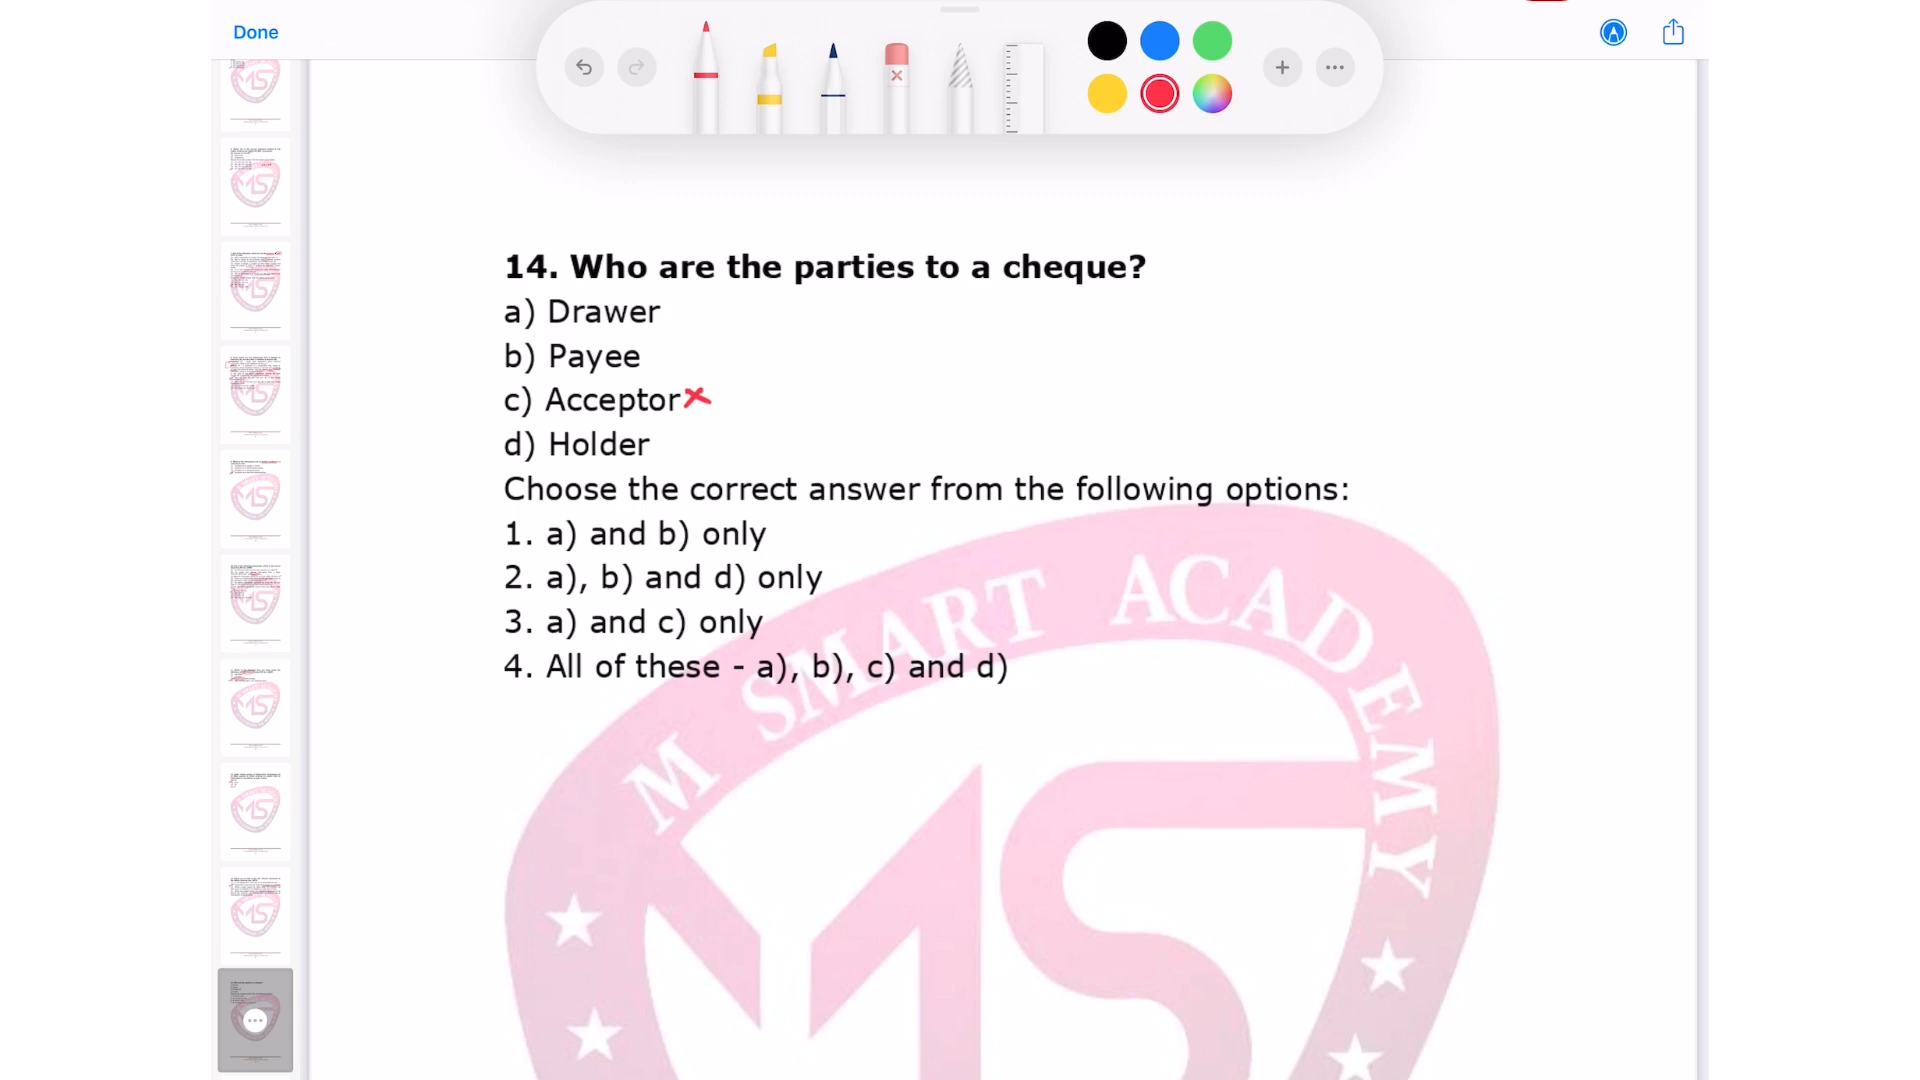 Done
14. Who are the parties to a cheque?
a) Drawer
b) Payee
c) Acceptor
d) Holder
Choose the correct answer from the following options:
1. a) and b) only
2. a), b) and d) only
3. a) and c) only
4. All of these - a), b), c) and d)
M SMART ACADEMY
MS